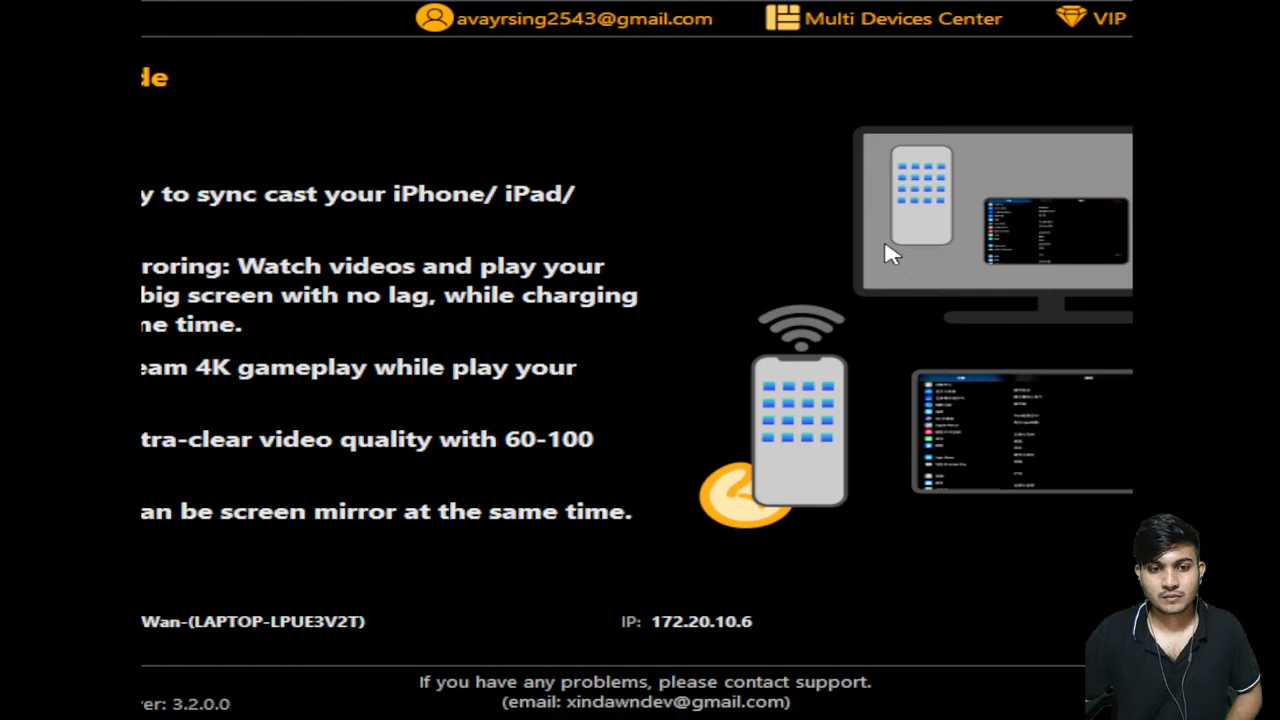 avayrsing2543@gmail.com Multi Devices Center VIP
de
y to sync cast your iPhone/ iPad/
roring: Watch videos and play your
big screen with no lag, while charging
ne time.
eam 4K gameplay while play your
tra-clear video quality with 60-100
an be screen mirror at the same time.
Wan-(LAPTOP-LPUE3V2T) IP: 172.20.10.6
If you have any problems, please contact support.
ver: 3.2.0.0 (email: xindawndev@gmail.com)